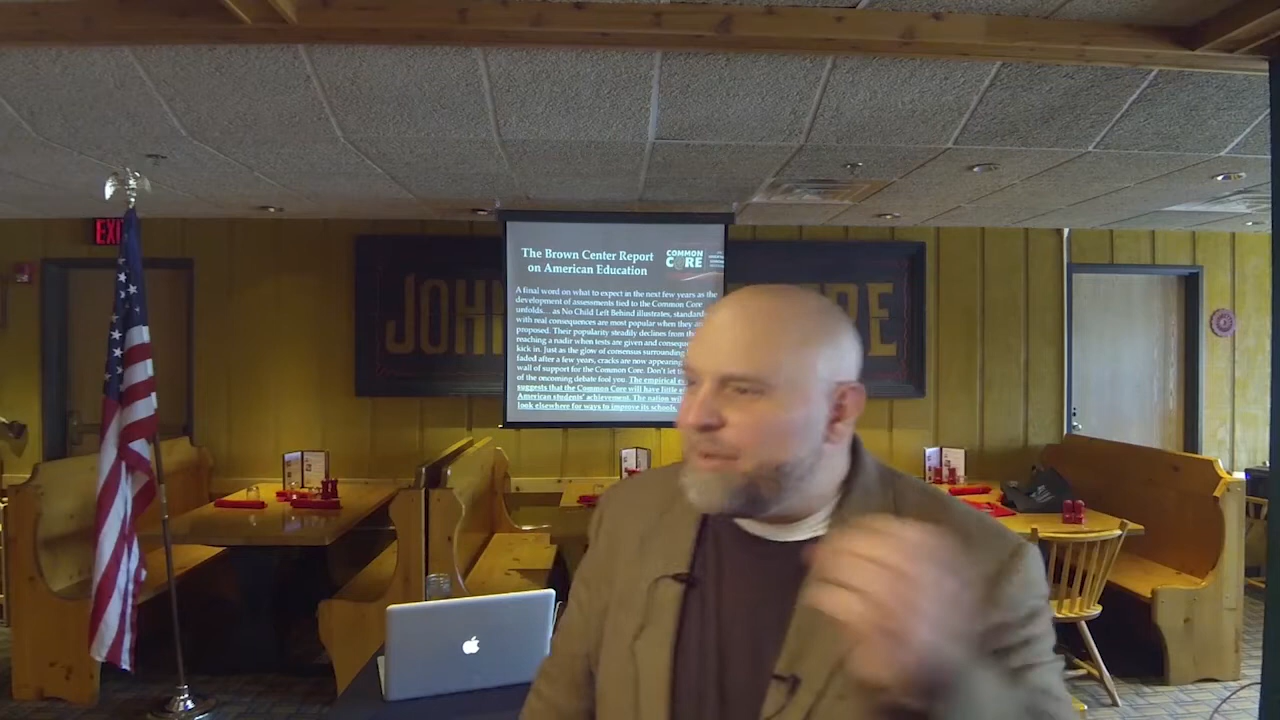 EXI
The Brown Center Report
on American Education
COMMON
CORE
A final word on what to expect in the next few years as the
development of assessments tied to the Common Core
unfolds… as No Child Left Behind illustrates, standard
with real consequences are most popular when they a
proposed. Their popularity steadily declines from th
reaching a nadir when tests are given and conseq
kick in. Just as the glow of consensus surrounding
faded after a few years, cracks are now appearing
wall of support for the Common Core. Don't let t
of the oncoming debate fool you. The empirical e
suggests that the Common Core will have little
American students' achievement. The nation wil
look elsewhere for ways to improve its schools.
JOHN
ERE